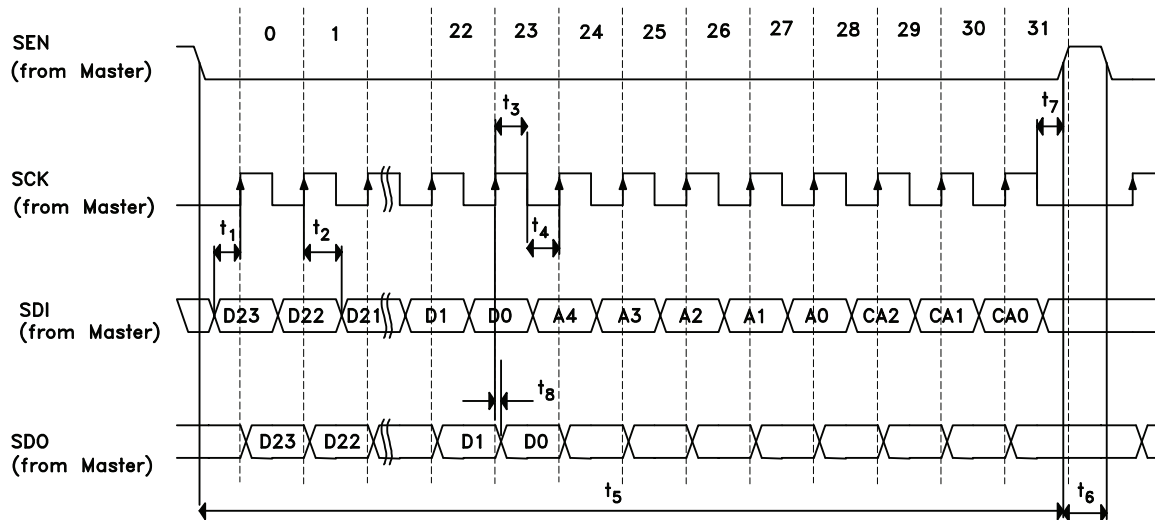 0 1 22 23 24 25 26 27 28 29 30 31
SEN
(from Master)
t3
t7
SCK
(from Master)
t1 t2 t4
SDI
(from Master)
D23 D22 D21 D1 D0 A4 A3 A2 A1 A0 CA2 CA1 CA0
t8
SDO
(from Master)
D23 D22 D1 D0
t5 t6